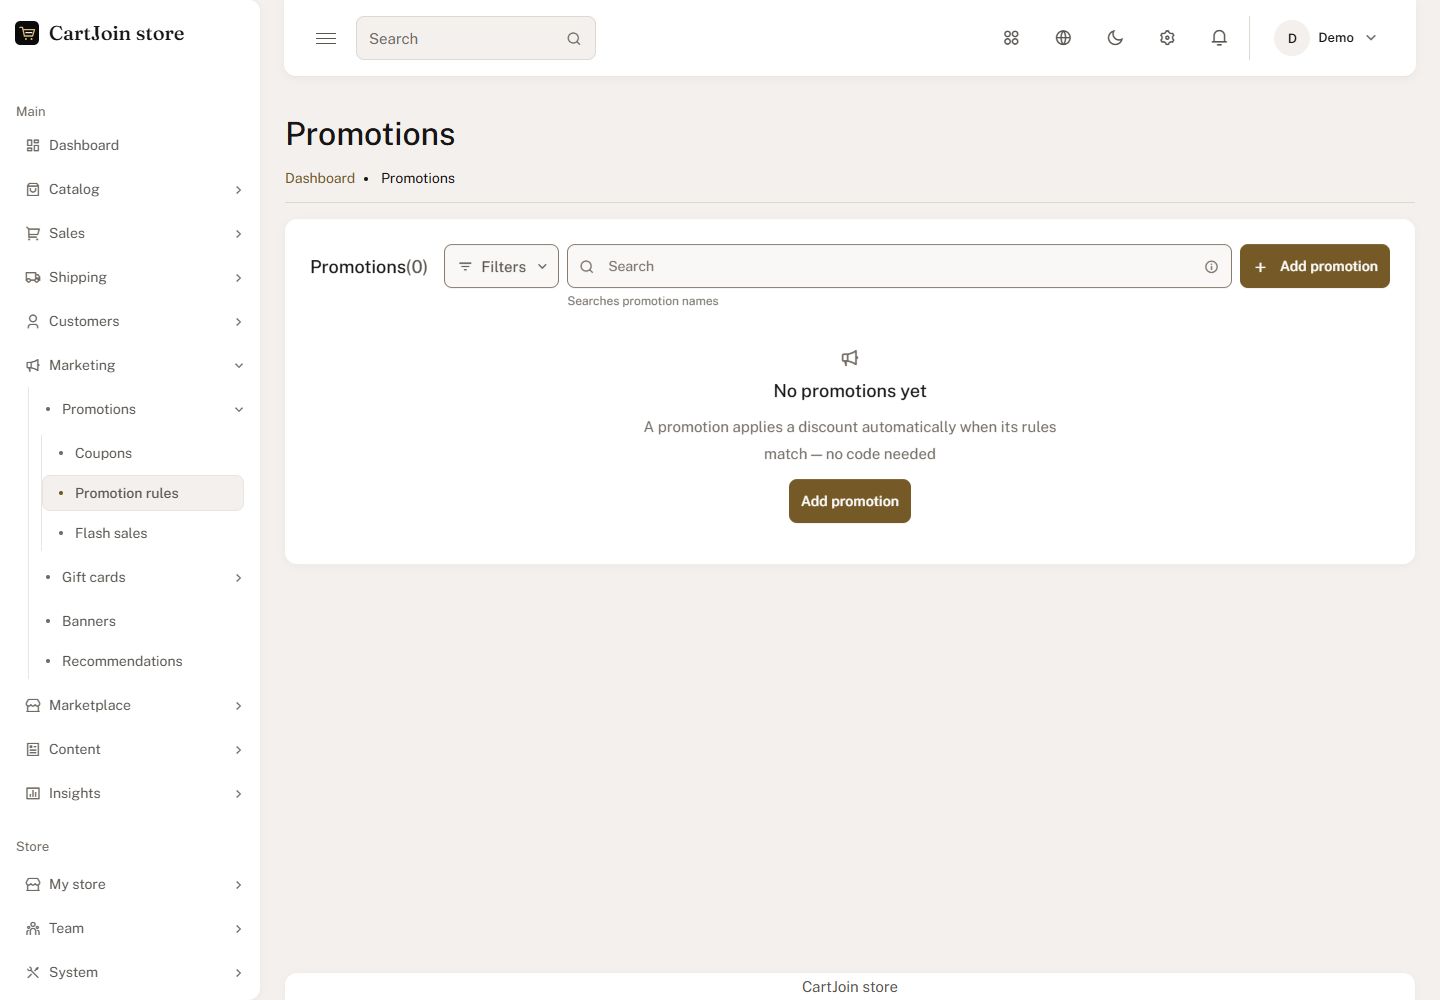 CartJoin store
Search
D
Demo
Main
Dashboard
Catalog
Sales
Shipping
Customers
Marketing
Promotions
Coupons
Promotion rules
Flash sales
Gift cards
Banners
Recommendations
Marketplace
Content
Insights
Store
My store
Team
System
Promotions
Dashboard • Promotions
Promotions(0)
Filters
Search
+ Add promotion
Searches promotion names
No promotions yet
A promotion applies a discount automatically when its rules
match — no code needed
Add promotion
CartJoin store